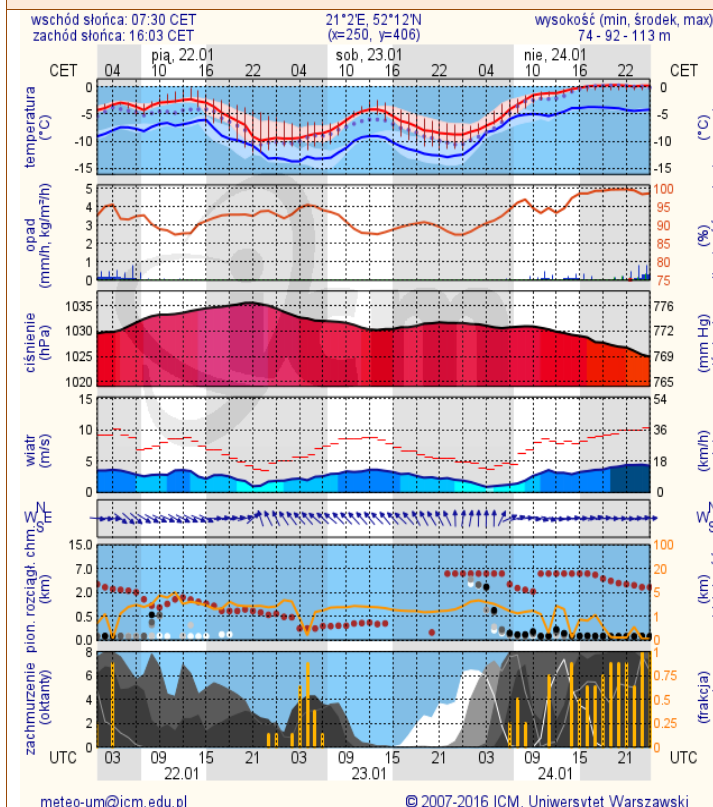 wschód słońca: 07:30 CET 21°2'E, 52°12'N wysokość (min, środek, max)
zachód słońca: 16:03 CET (x=250, y=406) 74 - 92 - 113 m
pią, 22.01 sob, 23.01 nie, 24.01
CET 04 10 16 22 04 10 16 22 04 10 16 22 CET
temperatura (°C)
0 -5 -10 -15
0 -5 -10 -15
(°C)
opad (mm/h, kg/m²/h)
5 4 3 2 1 0
100 95 90 85 80 75
(%)
ciśnienie (hPa)
1035 1030 1025 1020
776 772 769 765
(mm Hg)
wiatr (m/s)
15 10 5 0
54 36 18 0
(km/h)
N W E S
N W S
pion. rozciągł. chm. (km)
15.0 7.0 2.0 0.5 0.0
100 20 5 1 0
(km)
zachmurzenie (oktanty)
8 6 4 2 0
1 0.75 0.5 0.25 0
(frakcja)
icm
UTC 03 09 15 21 03 09 15 21 03 09 15 21 UTC
22.01 23.01 24.01
meteo-um@icm.edu.pl © 2007-2016 ICM, Uniwersytet Warszawski